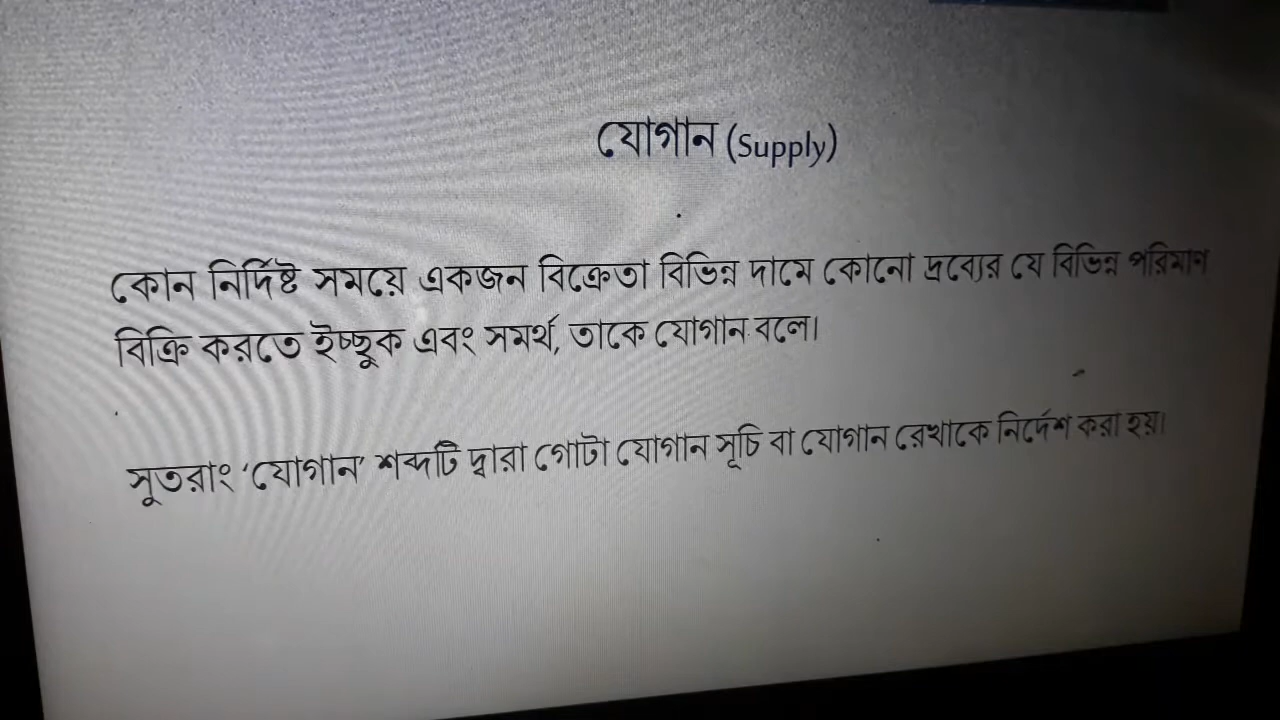 যোগান (Supply)
কোন নির্দিষ্ট সময়ে একজন বিক্রেতা বিভিন্ন দামে কোনো দ্রব্যের যে বিভিন্ন পরিমাণ
বিক্রি করতে ইচ্ছুক এবং সমর্থ, তাকে যোগান বলে।
সূতরাং ‘যোগান’ শব্দটি দ্বারা গোটা যোগান সূচি বা যোগান রেখাকে নির্দেশ করা হয়।